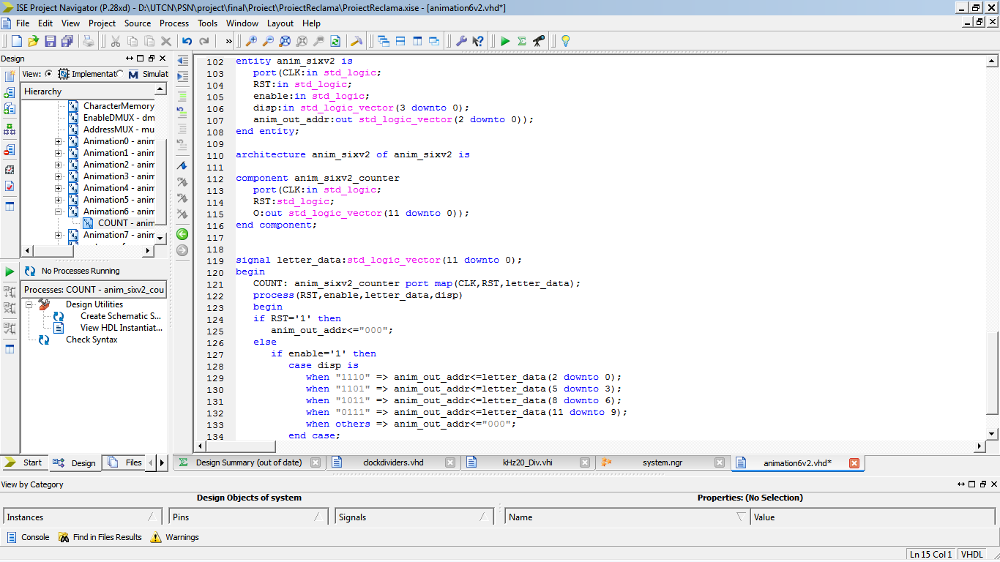 ISE Project Navigator (P.28xd) - D:\UTCN\PSN\project\final\Proiect\ProiectReclama\ProiectReclama.xise - [animation6v2.vhd*]
File Edit View Project Source Process Tools Window Layout Help
Design
View: Implementat Simulat
Hierarchy
CharacterMemory
EnableDMUX - dm
AddressMUX - mu
Animation0 - anim
Animation1 - anim
Animation2 - anim
Animation3 - anim
Animation4 - anim
Animation5 - anim
Animation6 - anim
COUNT - anim
Animation7 - anim
No Processes Running
Processes: COUNT - anim_sixv2_cou
Design Utilities
Create Schematic S...
View HDL Instantiat...
Check Syntax
Start Design Files
102 entity anim_sixv2 is
103 port(CLK:in std_logic;
104 RST:in std_logic;
105 enable:in std_logic;
106 disp:in std_logic_vector(3 downto 0);
107 anim_out_addr:out std_logic_vector(2 downto 0));
108 end entity;
109
110 architecture anim_sixv2 of anim_sixv2 is
111
112 component anim_sixv2_counter
113 port(CLK:in std_logic;
114 RST:std_logic;
115 O:out std_logic_vector(11 downto 0));
116 end component;
117
118
119 signal letter_data:std_logic_vector(11 downto 0);
120 begin
121 COUNT: anim_sixv2_counter port map(CLK,RST,letter_data);
122 process(RST,enable,letter_data,disp)
123 begin
124 if RST='1' then
125 anim_out_addr<="000";
126 else
127 if enable='1' then
128 case disp is
129 when "1110" => anim_out_addr<=letter_data(2 downto 0);
130 when "1101" => anim_out_addr<=letter_data(5 downto 3);
131 when "1011" => anim_out_addr<=letter_data(8 downto 6);
132 when "0111" => anim_out_addr<=letter_data(11 downto 9);
133 when others => anim_out_addr<="000";
134 end case;
Design Summary (out of date) clockdividers.vhd kHz20_Div.vhi system.ngr animation6v2.vhd*
View by Category
Design Objects of system Properties: (No Selection)
Instances Pins Signals Name Value
Console Find in Files Results Warnings
Ln 15 Col 1 VHDL